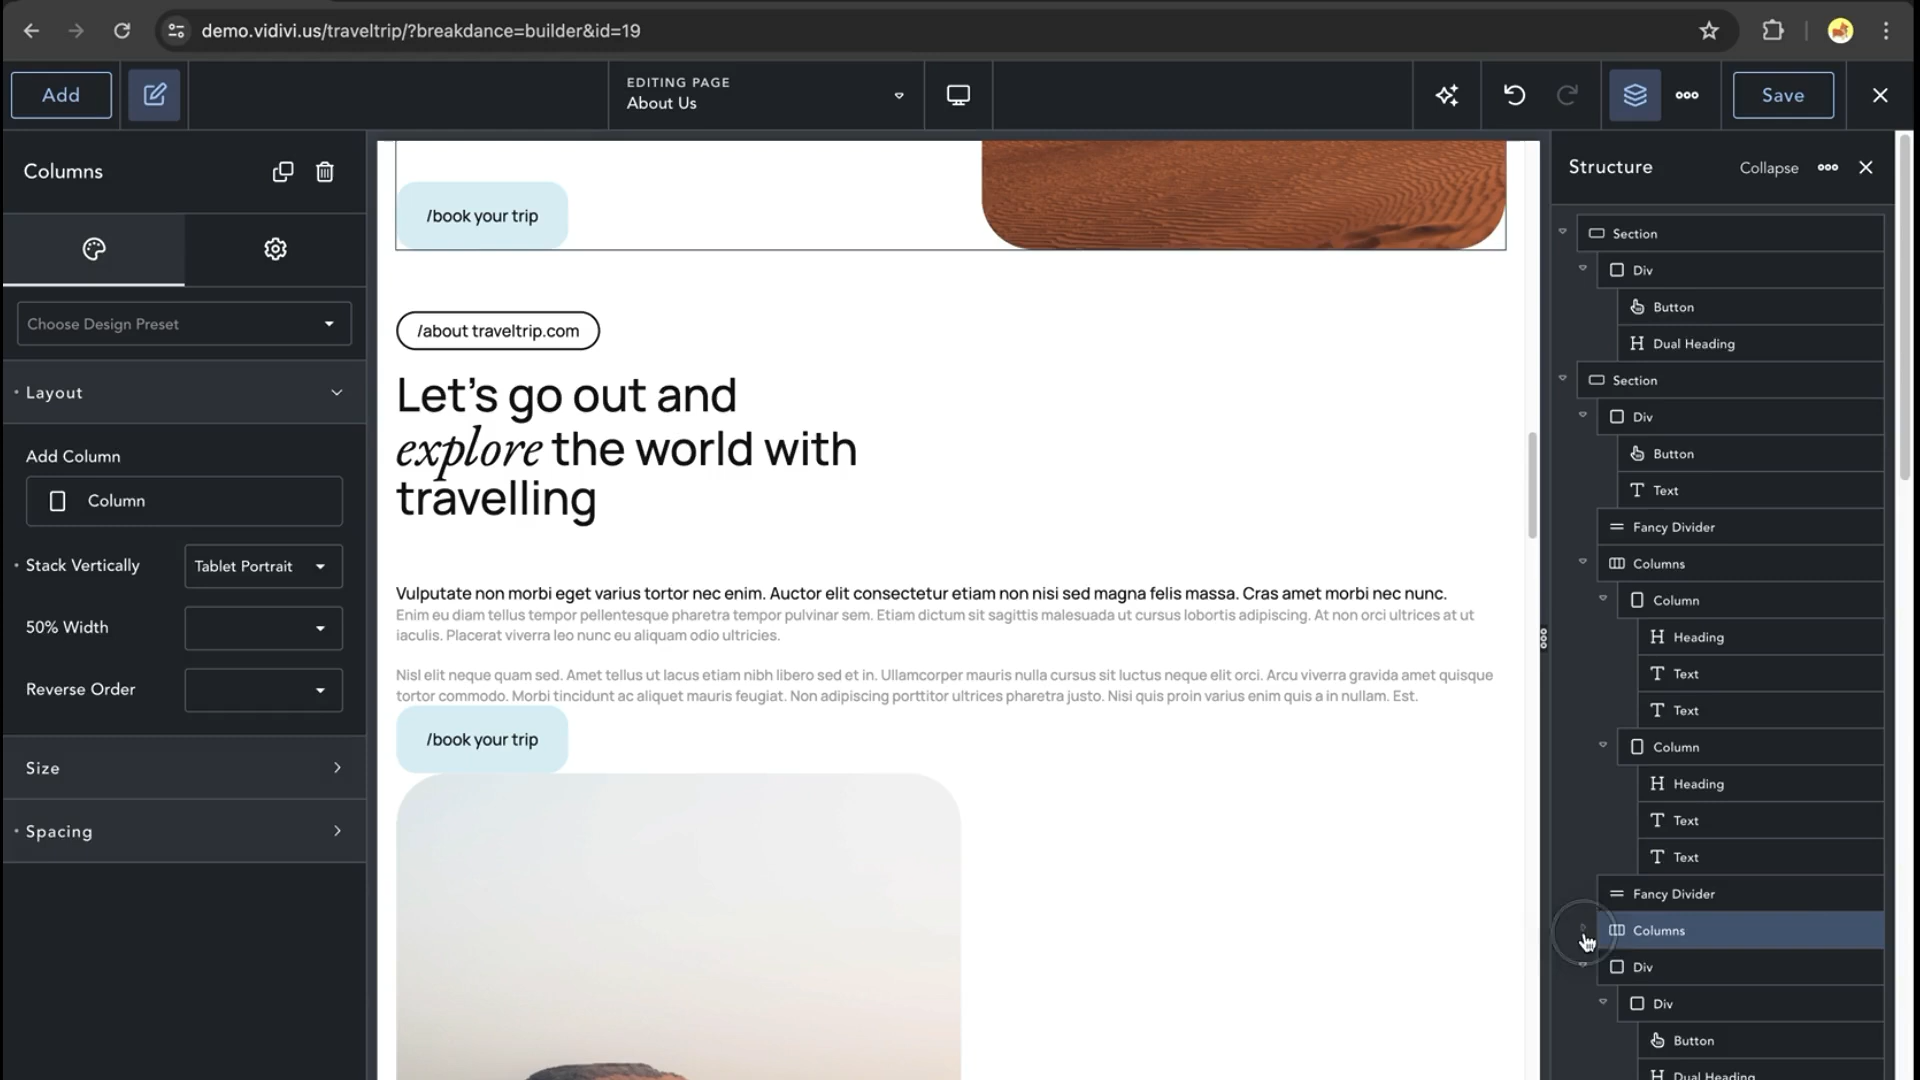 demo.vidivi.us/traveltrip/?breakdance=builder&id=19
Add
EDITING PAGE
About Us
Save
Columns
Choose Design Preset
Layout
Add Column
Column
Stack Vertically
Tablet Portrait
50% Width
Reverse Order
Size
Spacing
/book your trip
/about traveltrip.com
Let's go out and
explore the world with
travelling
Vulputate non morbi eget varius tortor nec enim. Auctor elit consectetur etiam non nisi sed magna felis massa. Cras amet morbi nec nunc.
Enim eu diam tellus tempor pellentesque pharetra tempor pulvinar sem. Etiam dictum sit sagittis malesuada ut cursus lobortis adipiscing. At non orci ultrices at ut
iaculis. Placerat viverra leo nunc eu aliquam odio ultricies.
Nisl elit neque quam sed. Amet tellus ut lacus etiam nibh libero sed et in. Ullamcorper mauris nulla cursus sit luctus neque elit orci. Arcu viverra gravida amet quisque
tortor commodo. Morbi tincidunt ac aliquet mauris feugiat. Non adipiscing porttitor ultrices pharetra justo. Nisi quis proin varius enim quis a in nullam. Est.
/book your trip
Structure
Collapse
Section
Div
Button
Dual Heading
Section
Div
Button
Text
Fancy Divider
Columns
Column
Heading
Text
Text
Column
Heading
Text
Text
Fancy Divider
Columns
Div
Div
Button
Dual Heading